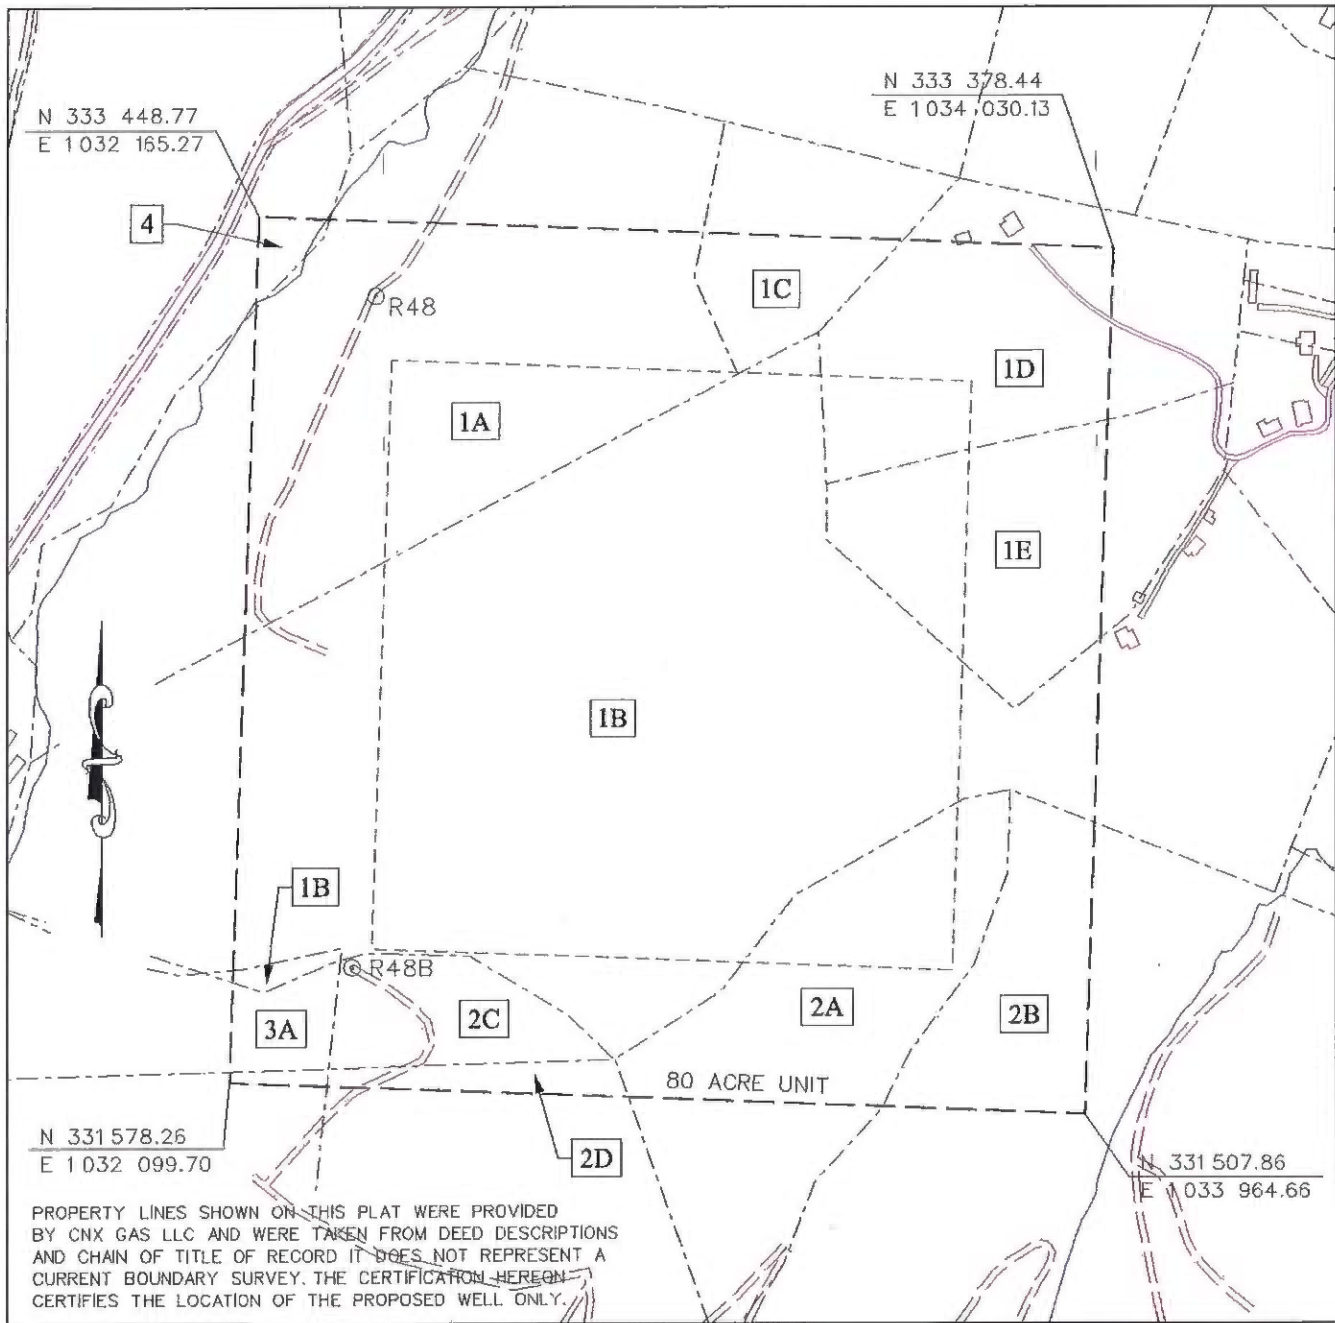 N 333 448.77
E 1032 165.27
N 333 378.44
E 1034 030.13
4
R48
1C
1D
1A
1E
1B
1B
R48B
3A
2C
2A
2B
80 ACRE UNIT
2D
N 331 578.26
E 1032 099.70
N 331 507.86
E 1033 964.66
PROPERTY LINES SHOWN ON THIS PLAT WERE PROVIDED
BY CNX GAS LLC AND WERE TAKEN FROM DEED DESCRIPTIONS
AND CHAIN OF TITLE OF RECORD IT DOES NOT REPRESENT A
CURRENT BOUNDARY SURVEY. THE CERTIFICATION HEREON
CERTIFIES THE LOCATION OF THE PROPOSED WELL ONLY.